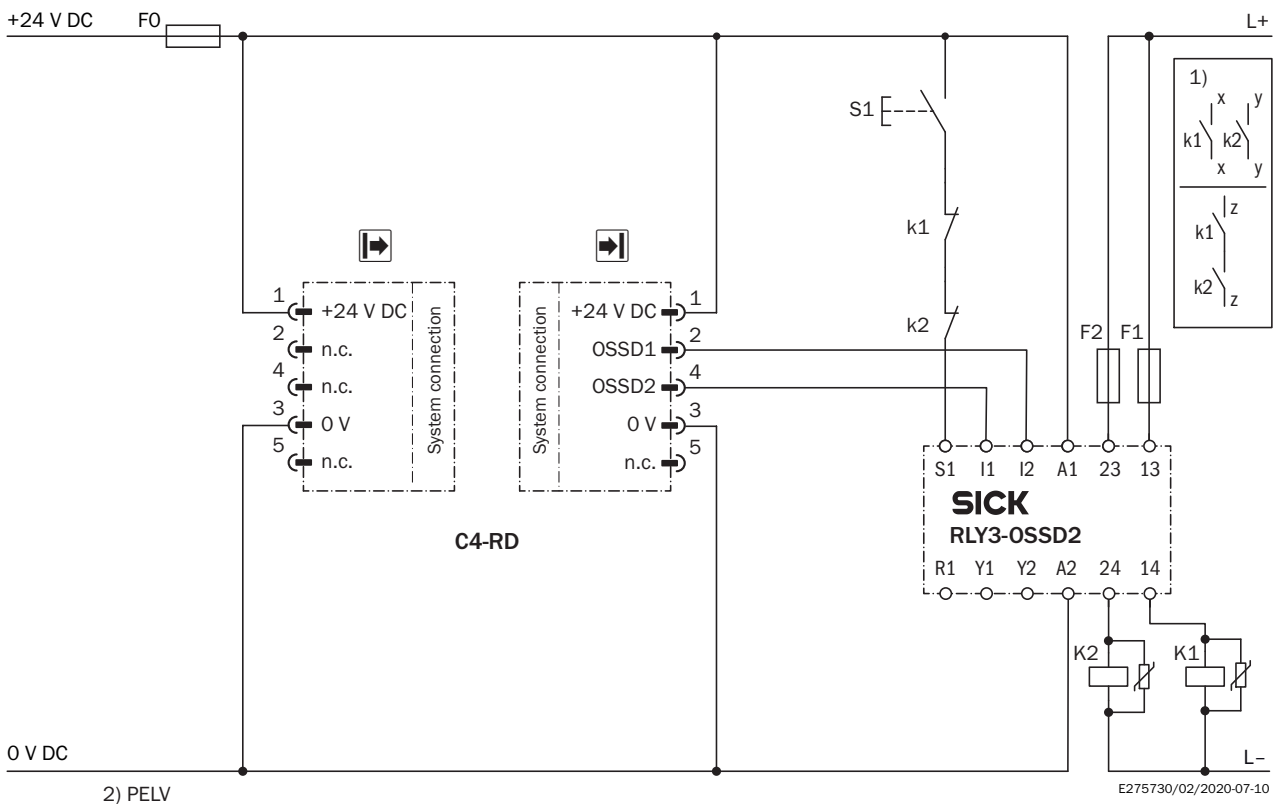 +24 V DC
F0
L+
1)
x y
k1 k2
x y
z
k1
k2
z
S1
k1
k2
F2 F1
1 +24 V DC
2 n.c.
4 n.c.
3 0 V
5 n.c.
System connection
System connection
+24 V DC 1
OSSD1 2
OSSD2 4
0 V 3
n.c. 5
C4-RD
S1 I1 I2 A1 23 13
SICK
RLY3-OSSD2
R1 Y1 Y2 A2 24 14
K2 K1
0 V DC
L–
2) PELV
E275730/02/2020-07-10